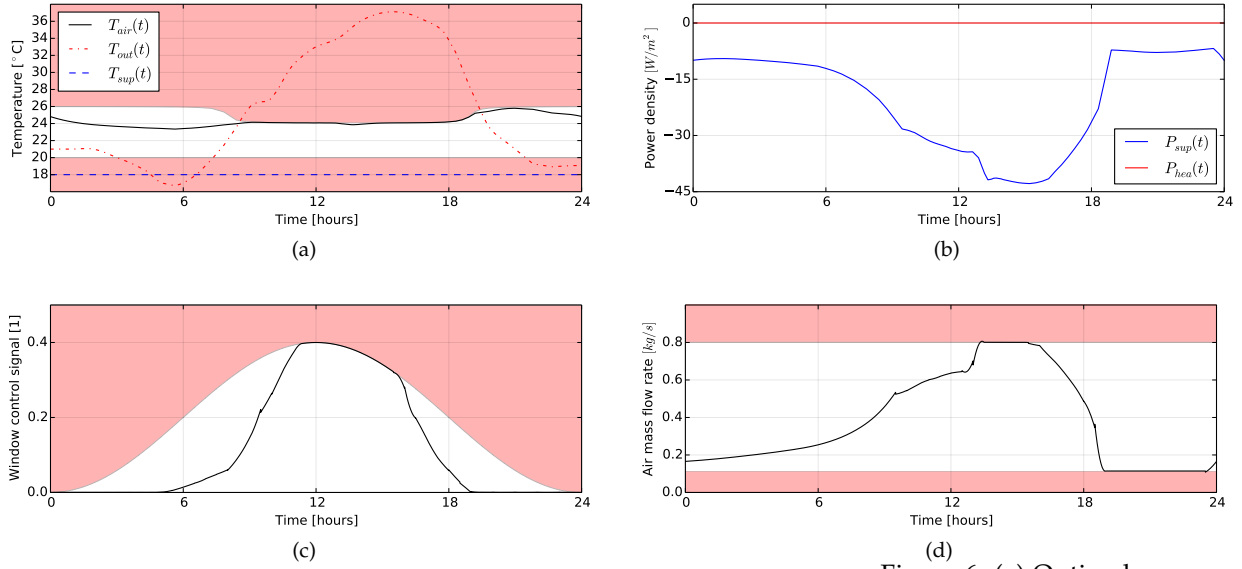 36
34
32
30
28
26
24
22
20
18
Temperature [°C]
T_air(t)
T_out(t)
T_sup(t)
0 6 12 18 24
Time [hours]
(a)
0
−15
−30
−45
Power density [W/m²]
P_sup(t)
P_hea(t)
0 6 12 18 24
Time [hours]
(b)
0.4
0.2
0.0
Window control signal [1]
0 6 12 18 24
Time [hours]
(c)
0.8
0.6
0.4
0.2
0.0
Air mass flow rate [kg/s]
0 6 12 18 24
Time [hours]
(d)